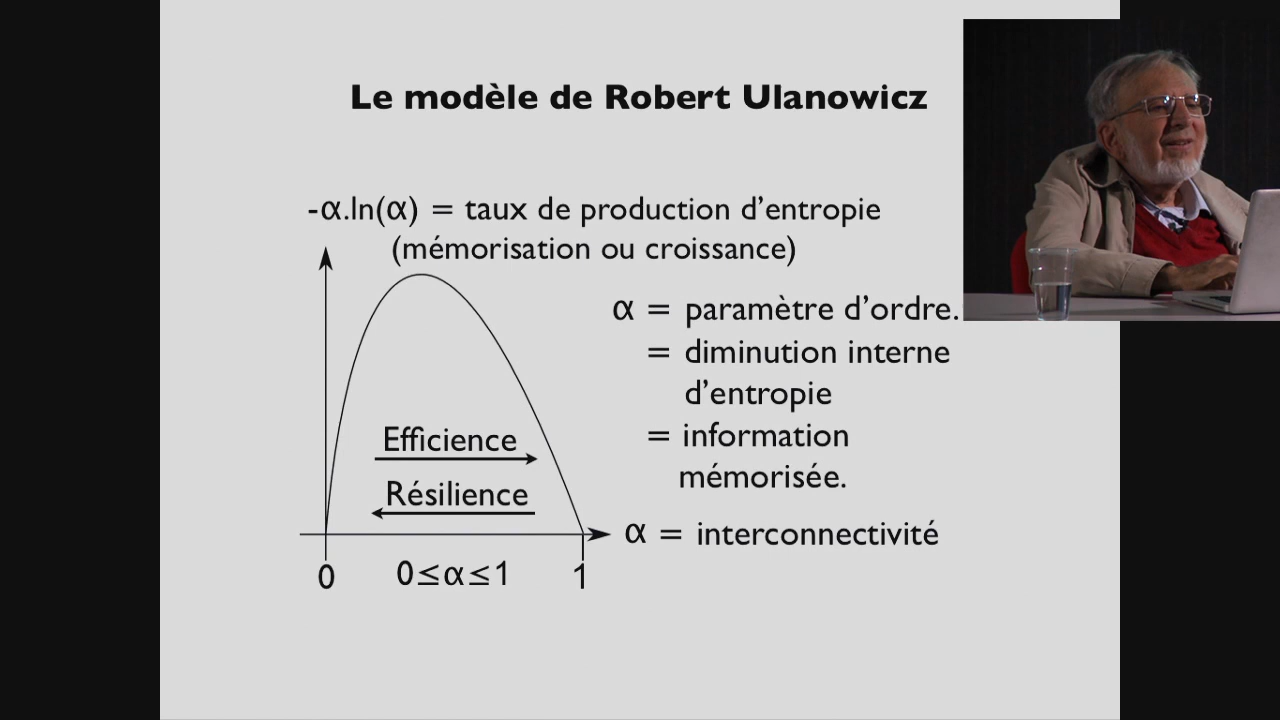 Le modèle de Robert Ulanowicz
-α.ln(α) = taux de production d'entropie
(mémorisation ou croissance)
α = paramètre d'ordre.
= diminution interne
d'entropie
= information
mémorisée.
Efficience
Résilience
α = interconnectivité
0
0≤α≤1
1